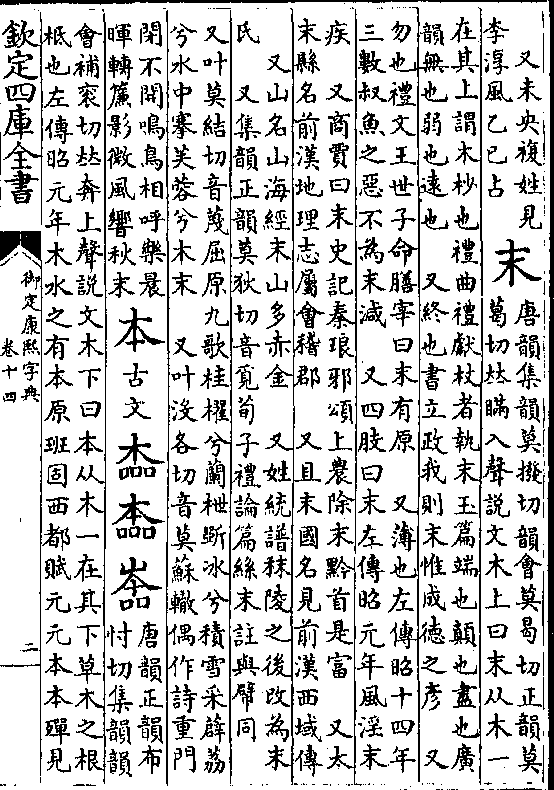 又未央複姓見
李淳風乙巳占
末
唐韻集韻莫撥切韻會莫曷切正韻莫
葛切𠀤瞞入聲說文木上曰末从木一
在其上謂木杪也禮曲禮獻杖者執末玉篇端也顛也盡也廣
韻無也弱也遠也　又終也書立政我則末惟成德之彥　又
勿也禮文王世子命膳宰曰末有原　又薄也左傳昭十四年
三數叔魚之惡不為末減　又四肢曰末左傳昭元年風淫末
疾　又商賈曰末史記秦琅邪頌上農除末黔首是富　又太
末縣名前漢地理志屬會稽郡　又且末國名見前漢西域傳
又山名山海經末山多赤金　又姓統譜秣陵之後改為末
氏　又集韻正韻莫狄切音覓荀子禮論篇絲末註與幦同
又叶莫結切音蔑屈原九歌桂櫂兮蘭枻斲冰兮積雪采薜荔
兮水中搴芙蓉兮木末　又叶沒各切音莫蘇轍偶作詩重門
閉不開鳴鳥相呼樂晨
暉轉簾影微風響秋末
本
古文
唐韻正韻布
忖切集韻韻
會補衮切𠀤奔上聲說文木下曰本从木一在其下草木之根
柢也左傳昭元年木水之有本原班固西都賦元元本本殫見
欽定四庫全書
御定康熙字典
卷十四
二